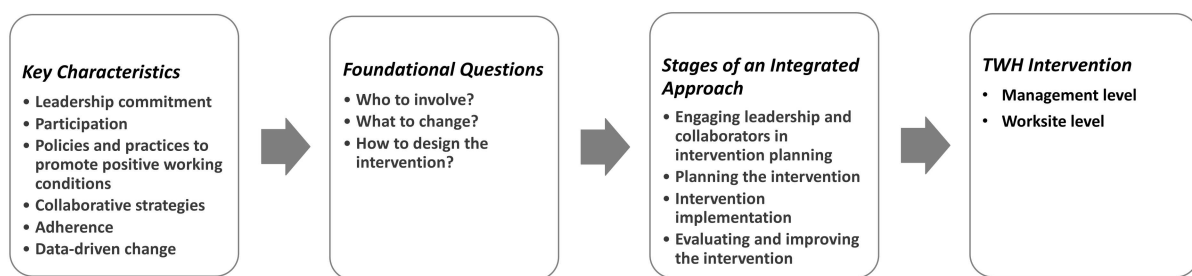 Key Characteristics
• Leadership commitment
• Participation
• Policies and practices to
promote positive working
conditions
• Collaborative strategies
• Adherence
• Data-driven change
Foundational Questions
• Who to involve?
• What to change?
• How to design the
intervention?
Stages of an Integrated
Approach
• Engaging leadership and
collaborators in
intervention planning
• Planning the intervention
• Intervention
implementation
• Evaluating and improving
the intervention
TWH Intervention
• Management level
• Worksite level